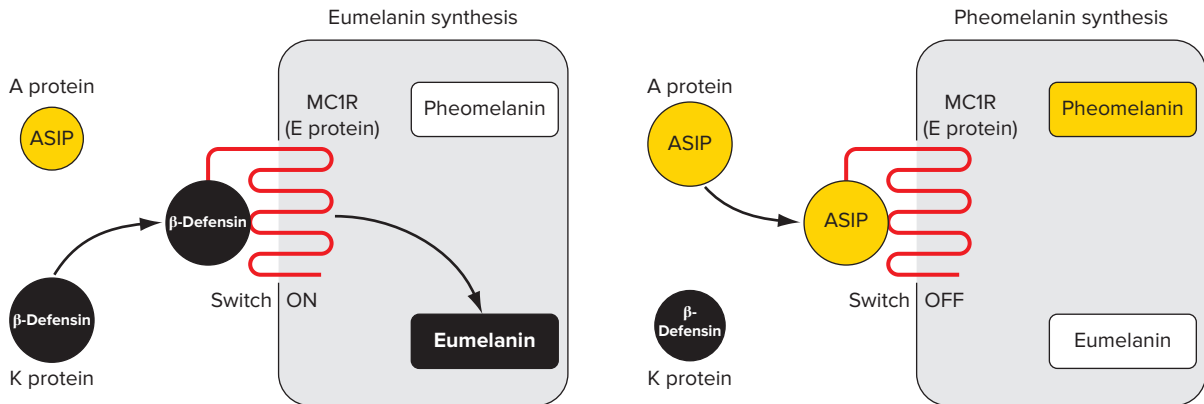 Eumelanin synthesis
A protein
ASIP
MC1R
(E protein)
Pheomelanin
β-Defensin
β-Defensin
K protein
Switch ON
Eumelanin
Pheomelanin synthesis
A protein
ASIP
MC1R
(E protein)
Pheomelanin
ASIP
β-
Defensin
K protein
Switch OFF
Eumelanin